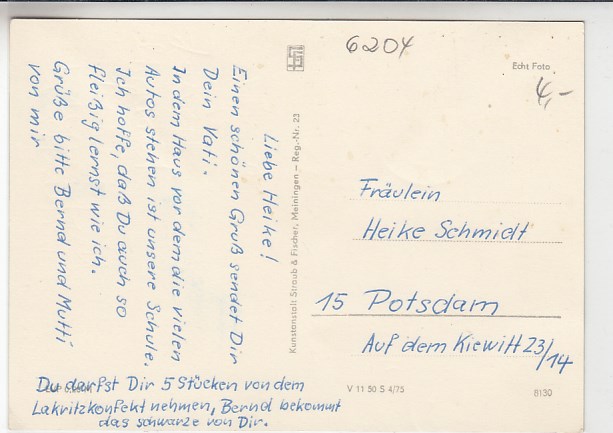 Liebe Heike!
Einen schönen Gruß sendet Dir
Dein Vati.
In dem Haus vor dem die vielen
Autos stehen ist unsere Schule.
Ich hoffe, daß Du auch so
fleißig lernst wie ich.
Grüße bitte Bernd und Mutti
von mir
Du darfst Dir 5 Stücken von dem
Lakritzkonfekt nehmen, Bernd bekommt
das schwarze von Dir.
Kunstanstalt Straub & Fischer, Meiningen – Reg.-Nr. 23
6204
Echt Foto
4,-
Fräulein
Heike Schmidt
15 Potsdam
Auf dem Kiewitt 23/14
V 11 50 S 4/75
8130